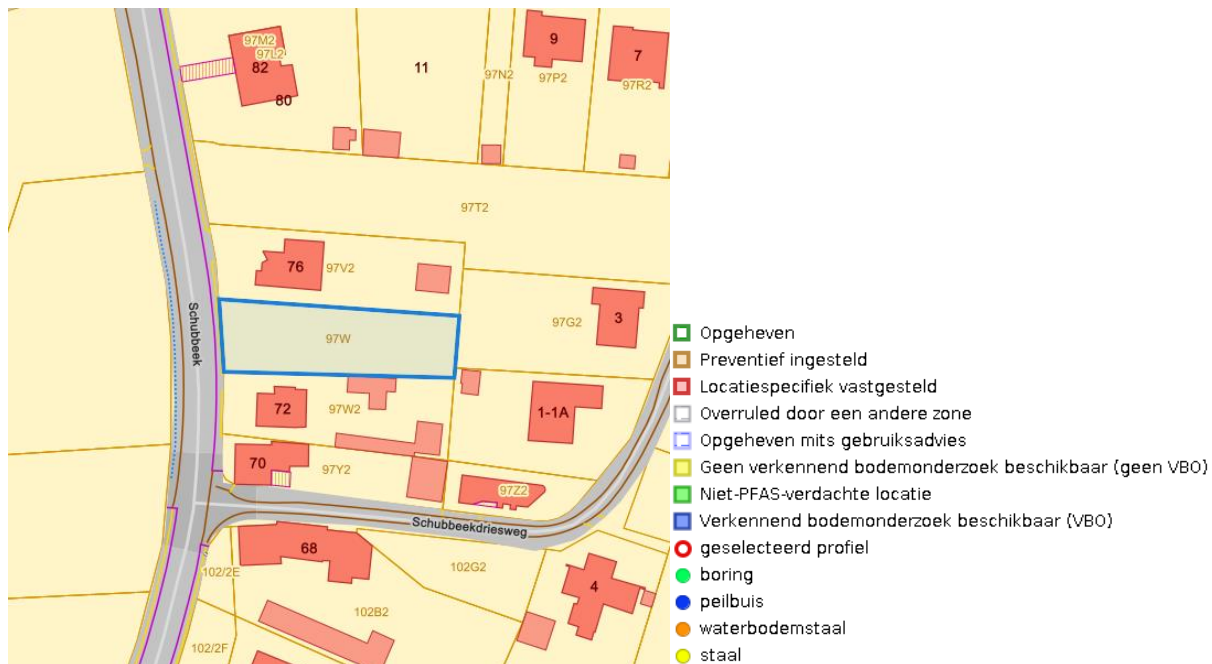 97M2
97L2
82
80
11
97N2
9
97P2
7
97R2
97T2
76
97V2
Schubbeek
97W
97G2
3
72
97W2
1-1A
70
97Y2
97Z2
Schubbeekdriesweg
68
102/2E
102G2
4
102B2
102/2F
Opgeheven
Preventief ingesteld
Locatiespecifiek vastgesteld
Overruled door een andere zone
Opgeheven mits gebruiksadvies
Geen verkennend bodemonderzoek beschikbaar (geen VBO)
Niet-PFAS-verdachte locatie
Verkennend bodemonderzoek beschikbaar (VBO)
geselecteerd profiel
boring
peilbuis
waterbodemstaal
staal